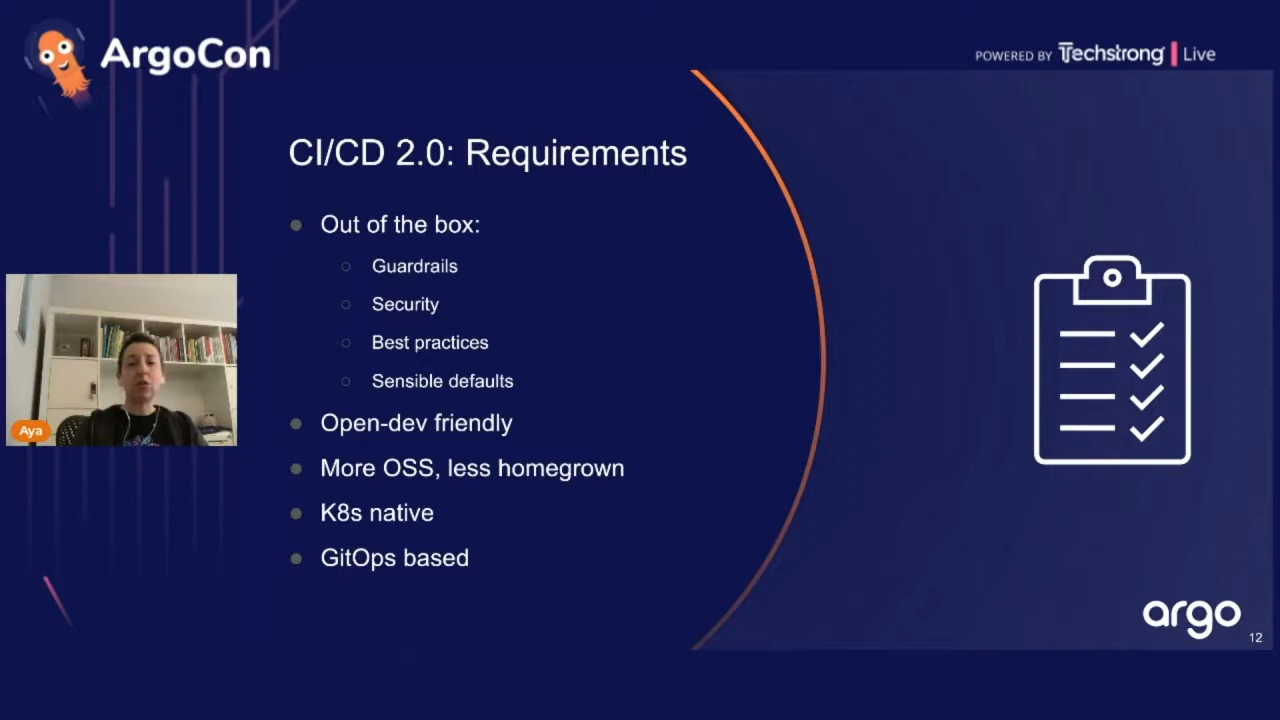 ArgoCon
POWERED BY Techstrong | Live
CI/CD 2.0: Requirements
Out of the box:
Guardrails
Security
Best practices
Sensible defaults
Open-dev friendly
More OSS, less homegrown
K8s native
GitOps based
Aya
argo
12